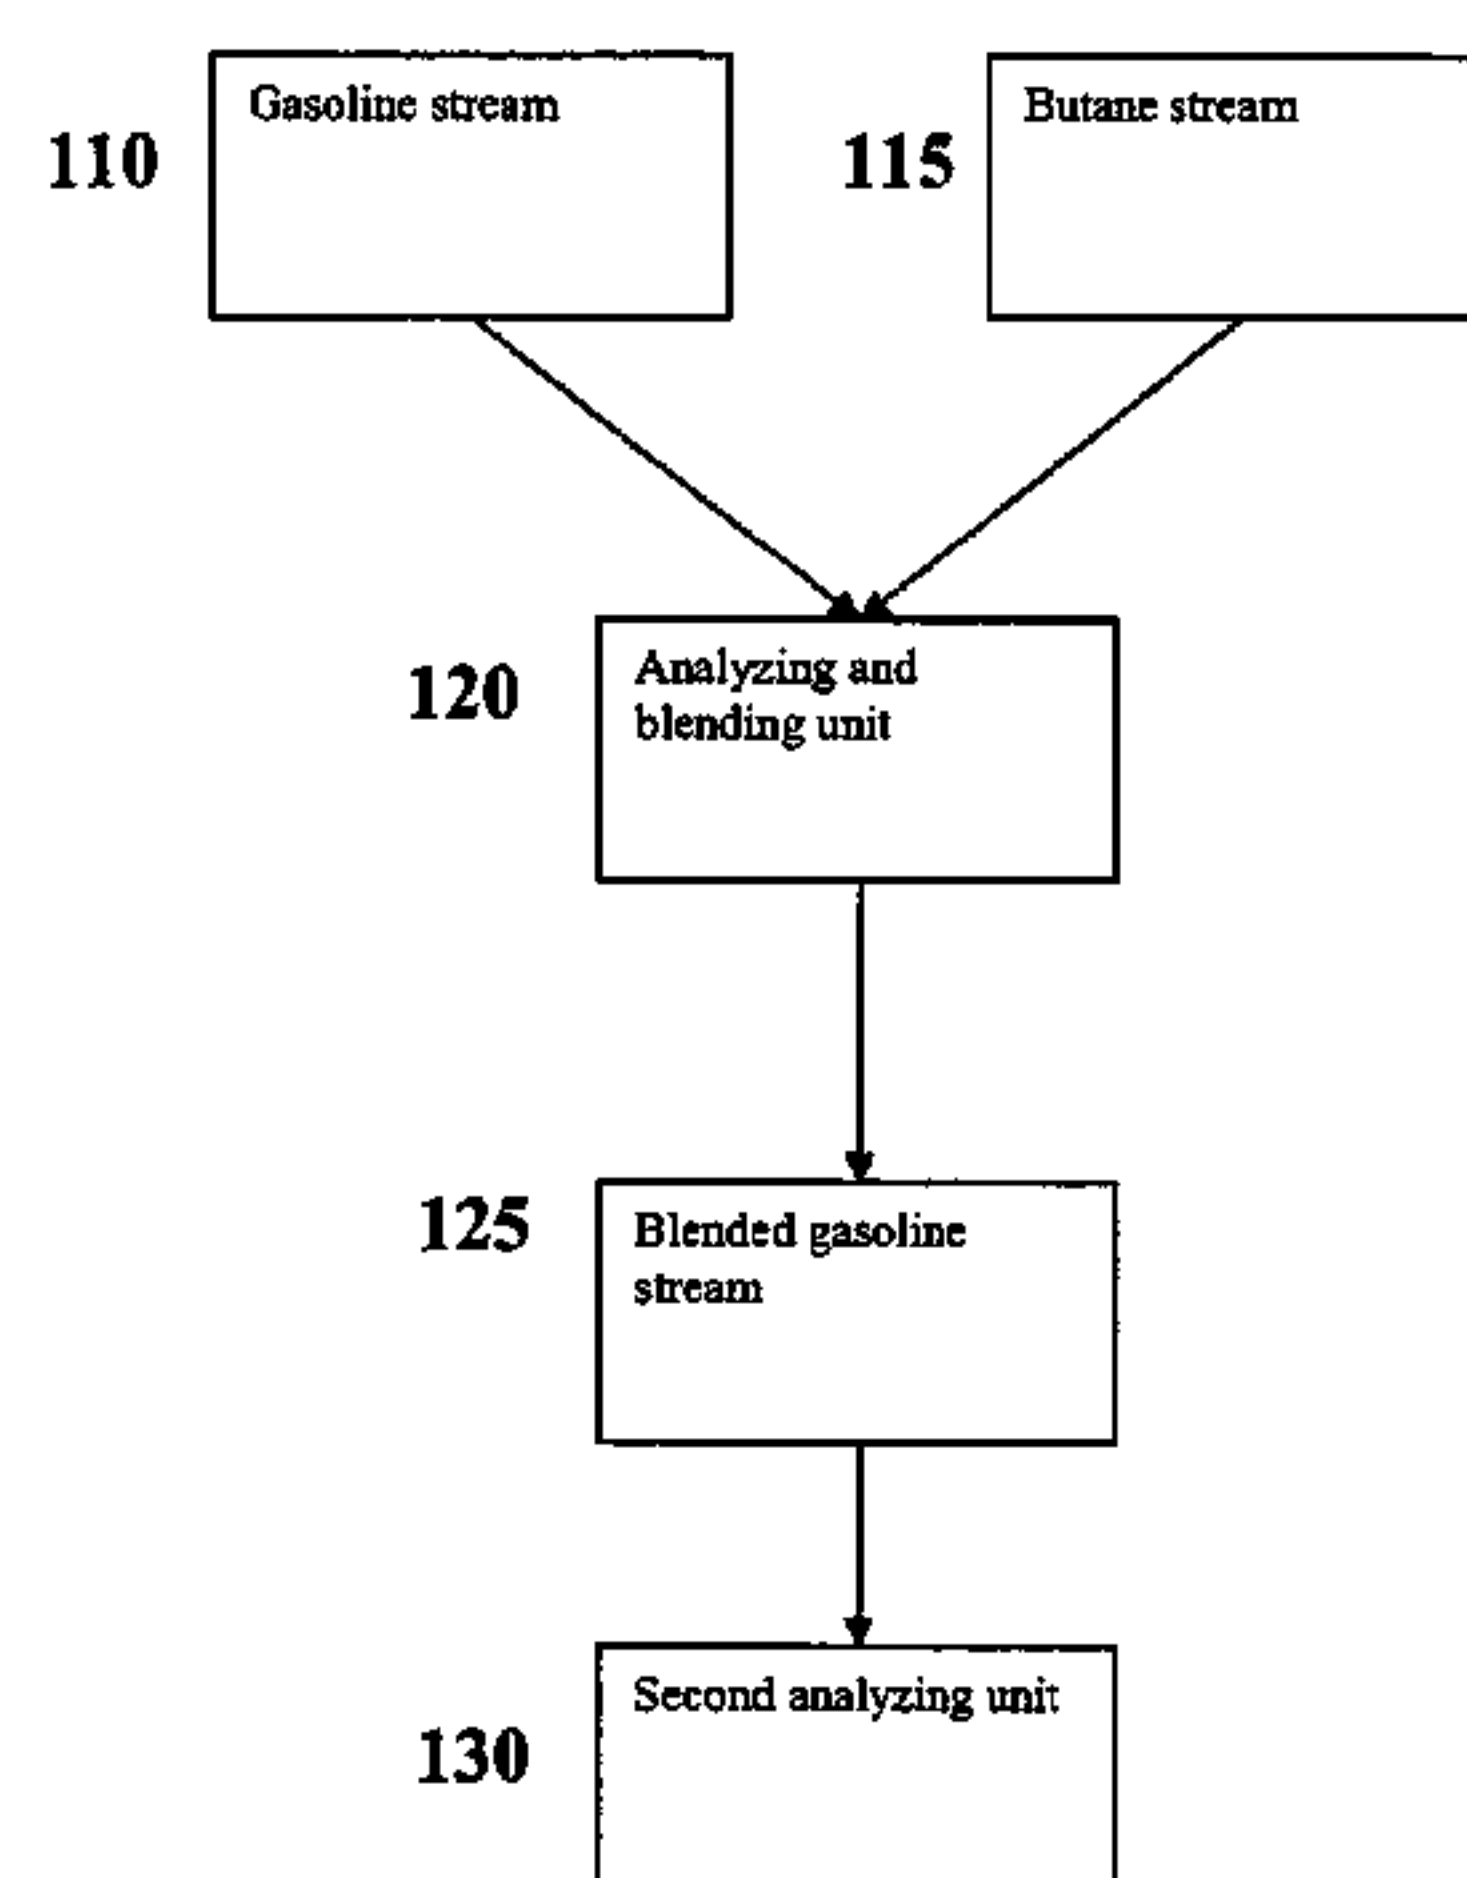 Gasoline stream
110
Butane stream
115
Analyzing and
blending unit
120
Blended gasoline
stream
125
Second analyzing unit
130